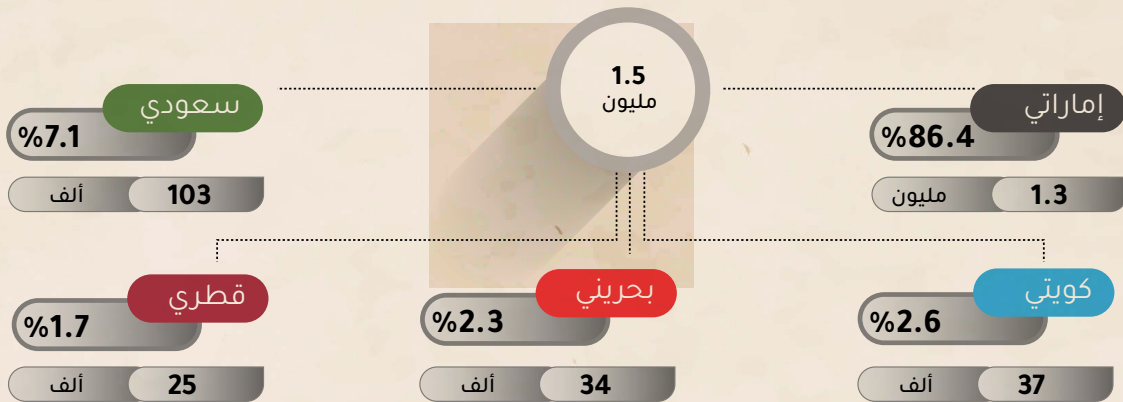 1.5
مليون
إماراتي
%86.4
1.3 مليون
سعودي
%7.1
103 ألف
كويتي
%2.6
37 ألف
بحريني
%2.3
34 ألف
قطري
%1.7
25 ألف